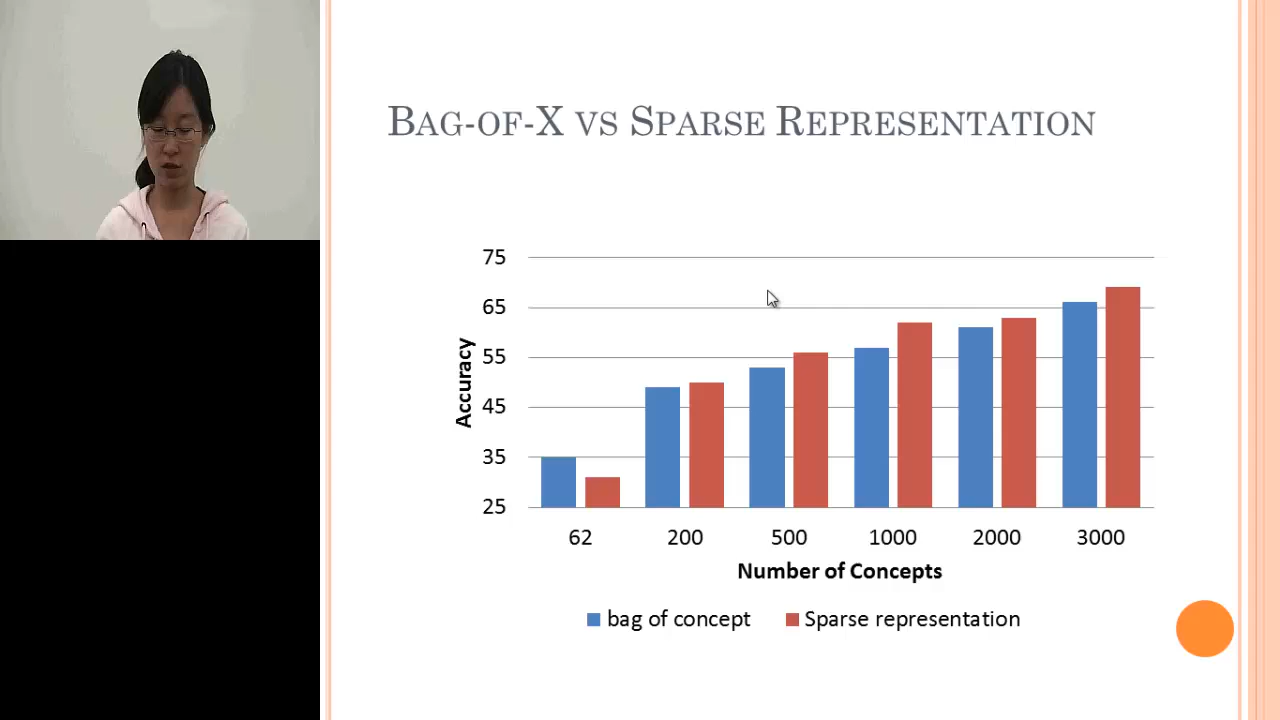 BAG-OF-X VS SPARSE REPRESENTATION
75
65
55
45
35
25
Accuracy
62 200 500 1000 2000 3000
Number of Concepts
bag of concept Sparse representation